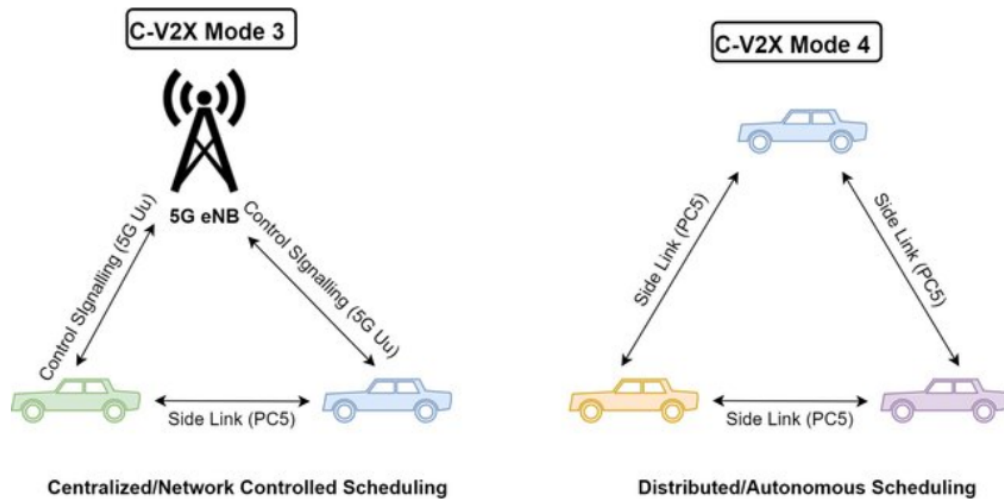 C-V2X Mode 3
5G eNB
Control SIgnalling (5G Uu)
Control SIgnalling (5G Uu)
Side Link (PC5)
Centralized/Network Controlled Scheduling
C-V2X Mode 4
Side Link (PC5)
Side Link (PC5)
Side Link (PC5)
Distributed/Autonomous Scheduling